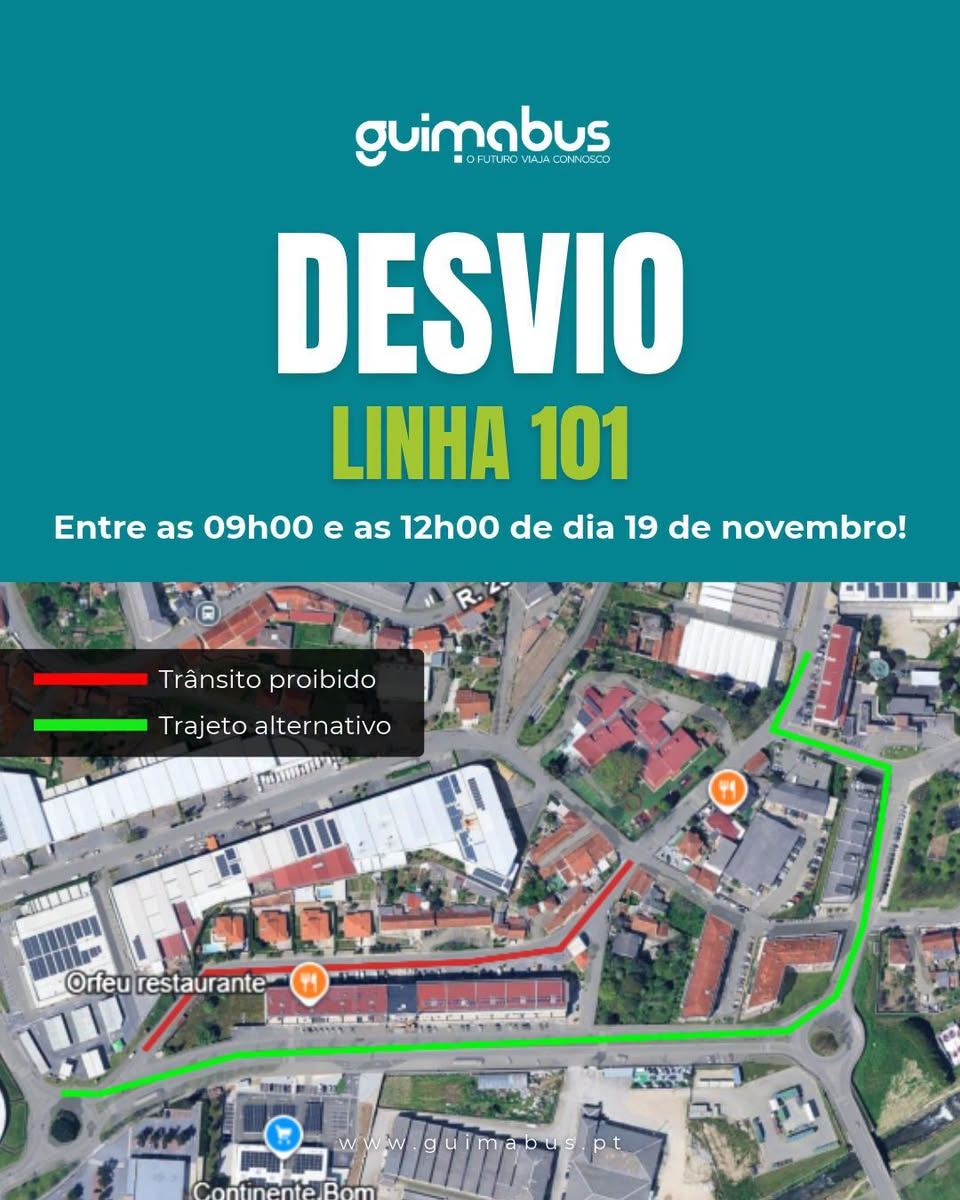 guimabus
O FUTURO VIAJA CONNOSCO
DESVIO
LINHA 101
Entre as 09h00 e as 12h00 de dia 19 de novembro!
R.
Trânsito proibido
Trajeto alternativo
Orfeu restaurante
www.guimabus.pt
Continente Bom